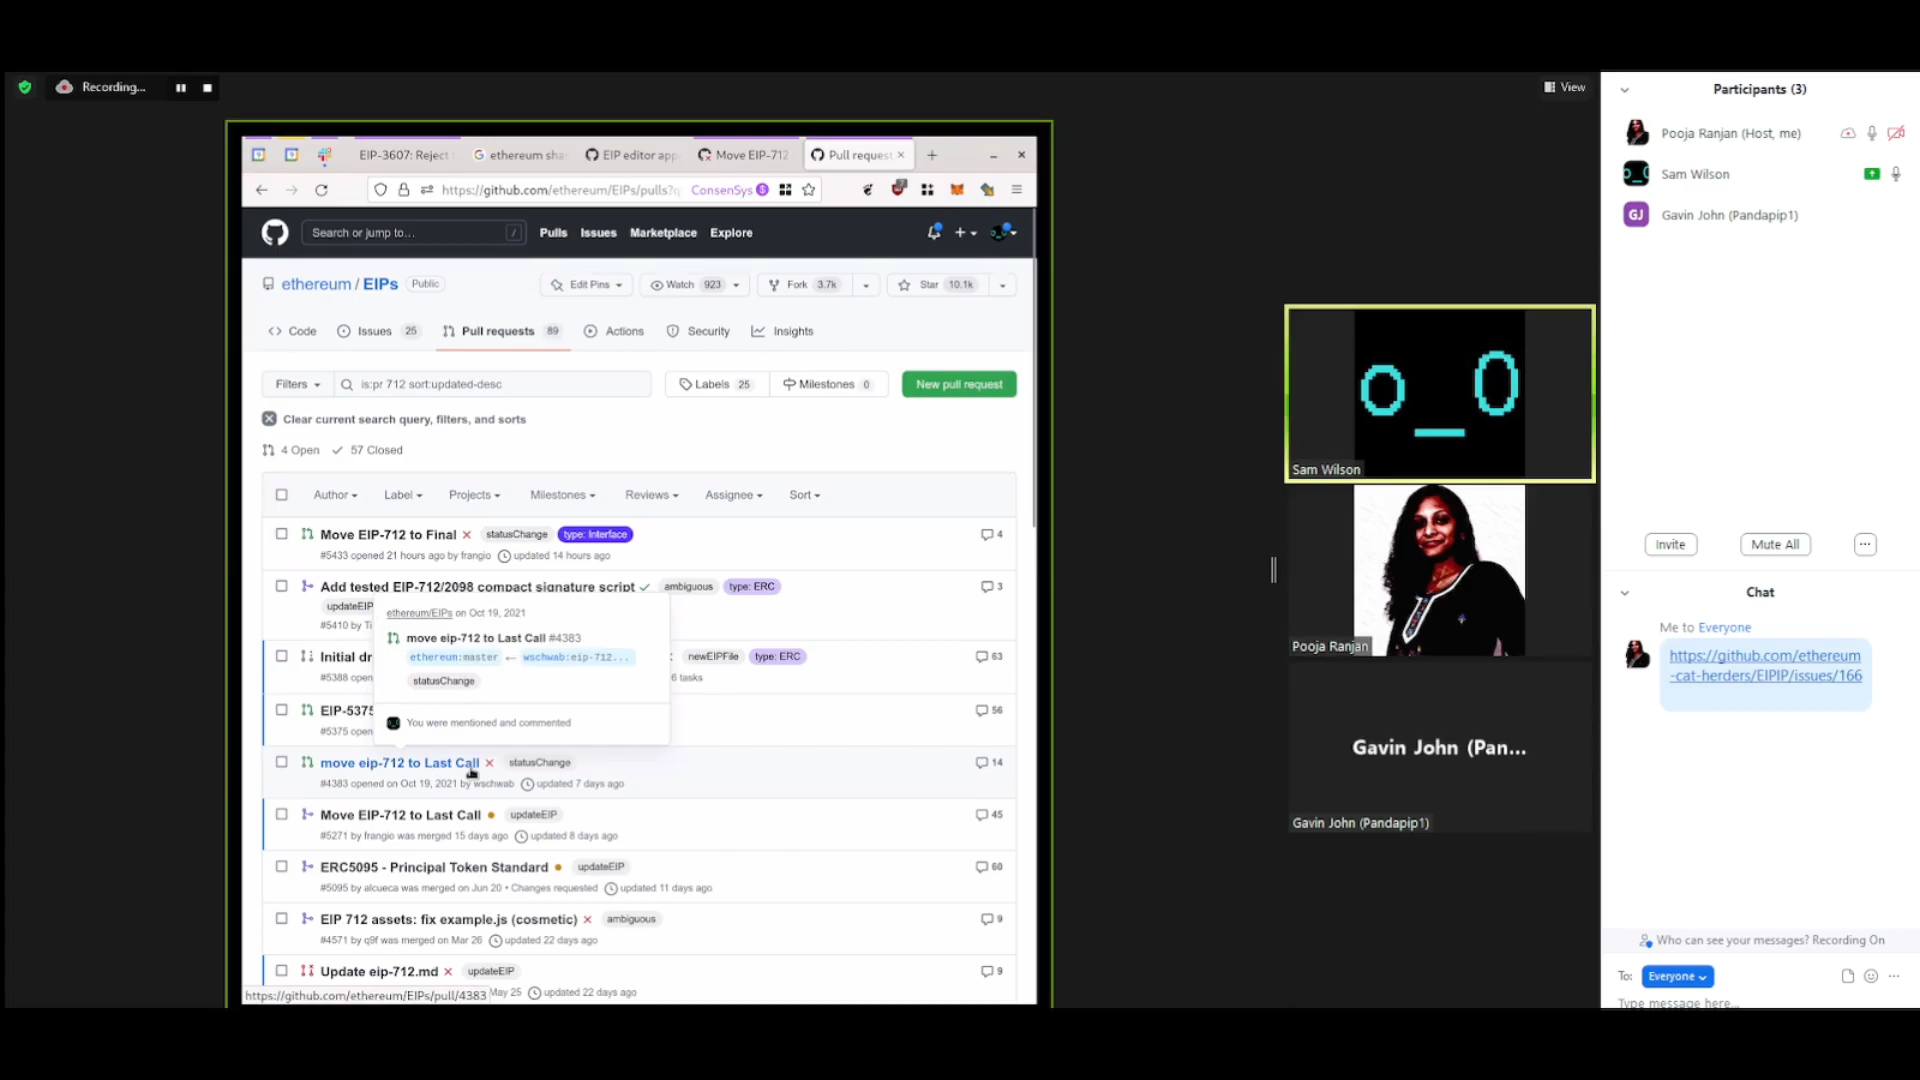 Recording...
View
EIP-3607: Reject
ethereum sha
EIP editor app
Move EIP-712
Pull request
https://github.com/ethereum/EIPs/pulls?q
ConsenSys
Search or jump to...
/
Pulls
Issues
Marketplace
Explore
ethereum / EIPs
Public
Edit Pins
Watch 923
Fork 3.7k
Star 10.1k
Code
Issues 25
Pull requests 89
Actions
Security
Insights
Filters
is:pr 712 sort:updated-desc
Labels 25
Milestones 0
New pull request
Clear current search query, filters, and sorts
4 Open
57 Closed
Author
Label
Projects
Milestones
Reviews
Assignee
Sort
Move EIP-712 to Final statusChange type: Interface 4
#5433 opened 21 hours ago by frangio updated 14 hours ago
Add tested EIP-712/2098 compact signature script ambiguous type: ERC 3
updateEIP
#5410 by Ti
ethereum/EIPs on Oct 19, 2021
move eip-712 to Last Call #4383
ethereum:master ← wschwab:eip-712...
statusChange
You were mentioned and commented
Initial dr newEIPFile type: ERC 63
#5388 open 6 tasks
EIP-5375 56
#5375 open
move eip-712 to Last Call statusChange 14
#4383 opened on Oct 19, 2021 by wschwab updated 7 days ago
Move EIP-712 to Last Call updateEIP 45
#5271 by frangio was merged 15 days ago updated 8 days ago
ERC5095 - Principal Token Standard updateEIP 60
#5095 by alcueca was merged on Jun 20 • Changes requested updated 11 days ago
EIP 712 assets: fix example.js (cosmetic) ambiguous 9
#4571 by q9f was merged on Mar 26 updated 22 days ago
Update eip-712.md updateEIP 9
https://github.com/ethereum/EIPs/pull/4383 May 25 updated 22 days ago
Sam Wilson
Pooja Ranjan
Gavin John (Pan...
Gavin John (Pandapip1)
Participants (3)
Pooja Ranjan (Host, me)
Sam Wilson
GJ
Gavin John (Pandapip1)
Invite
Mute All
Chat
Me to Everyone
https://github.com/ethereum
-cat-herders/EIPIP/issues/166
Who can see your messages? Recording On
To: Everyone
Type message here...